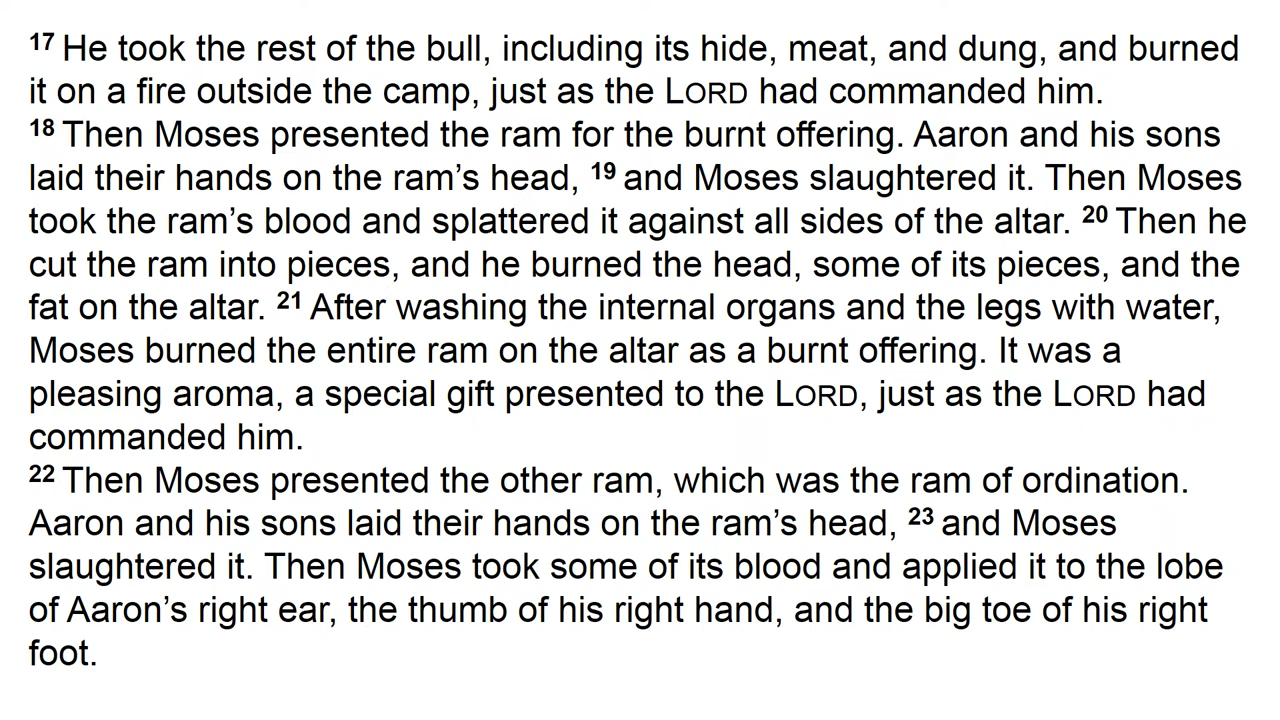 17 He took the rest of the bull, including its hide, meat, and dung, and burned
it on a fire outside the camp, just as the LORD had commanded him.
18 Then Moses presented the ram for the burnt offering. Aaron and his sons
laid their hands on the ram’s head, 19 and Moses slaughtered it. Then Moses
took the ram’s blood and splattered it against all sides of the altar. 20 Then he
cut the ram into pieces, and he burned the head, some of its pieces, and the
fat on the altar. 21 After washing the internal organs and the legs with water,
Moses burned the entire ram on the altar as a burnt offering. It was a
pleasing aroma, a special gift presented to the LORD, just as the LORD had
commanded him.
22 Then Moses presented the other ram, which was the ram of ordination.
Aaron and his sons laid their hands on the ram’s head, 23 and Moses
slaughtered it. Then Moses took some of its blood and applied it to the lobe
of Aaron’s right ear, the thumb of his right hand, and the big toe of his right
foot.